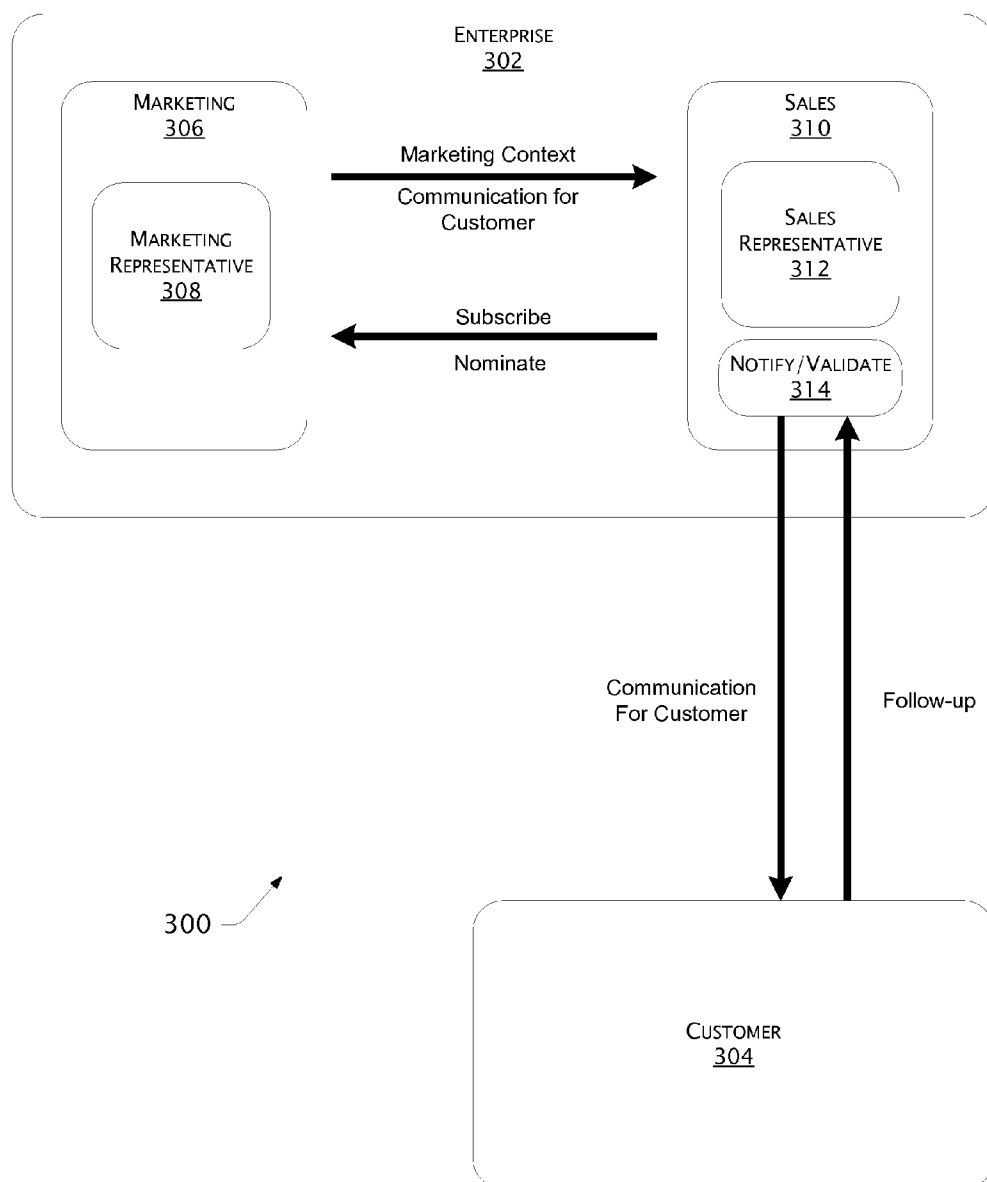 ENTERPRISE
302
MARKETING
306
MARKETING
REPRESENTATIVE
308
Marketing Context
Communication for
Customer
Subscribe
Nominate
SALES
310
SALES
REPRESENTATIVE
312
NOTIFY/VALIDATE
314
Communication
For Customer
Follow-up
300
CUSTOMER
304